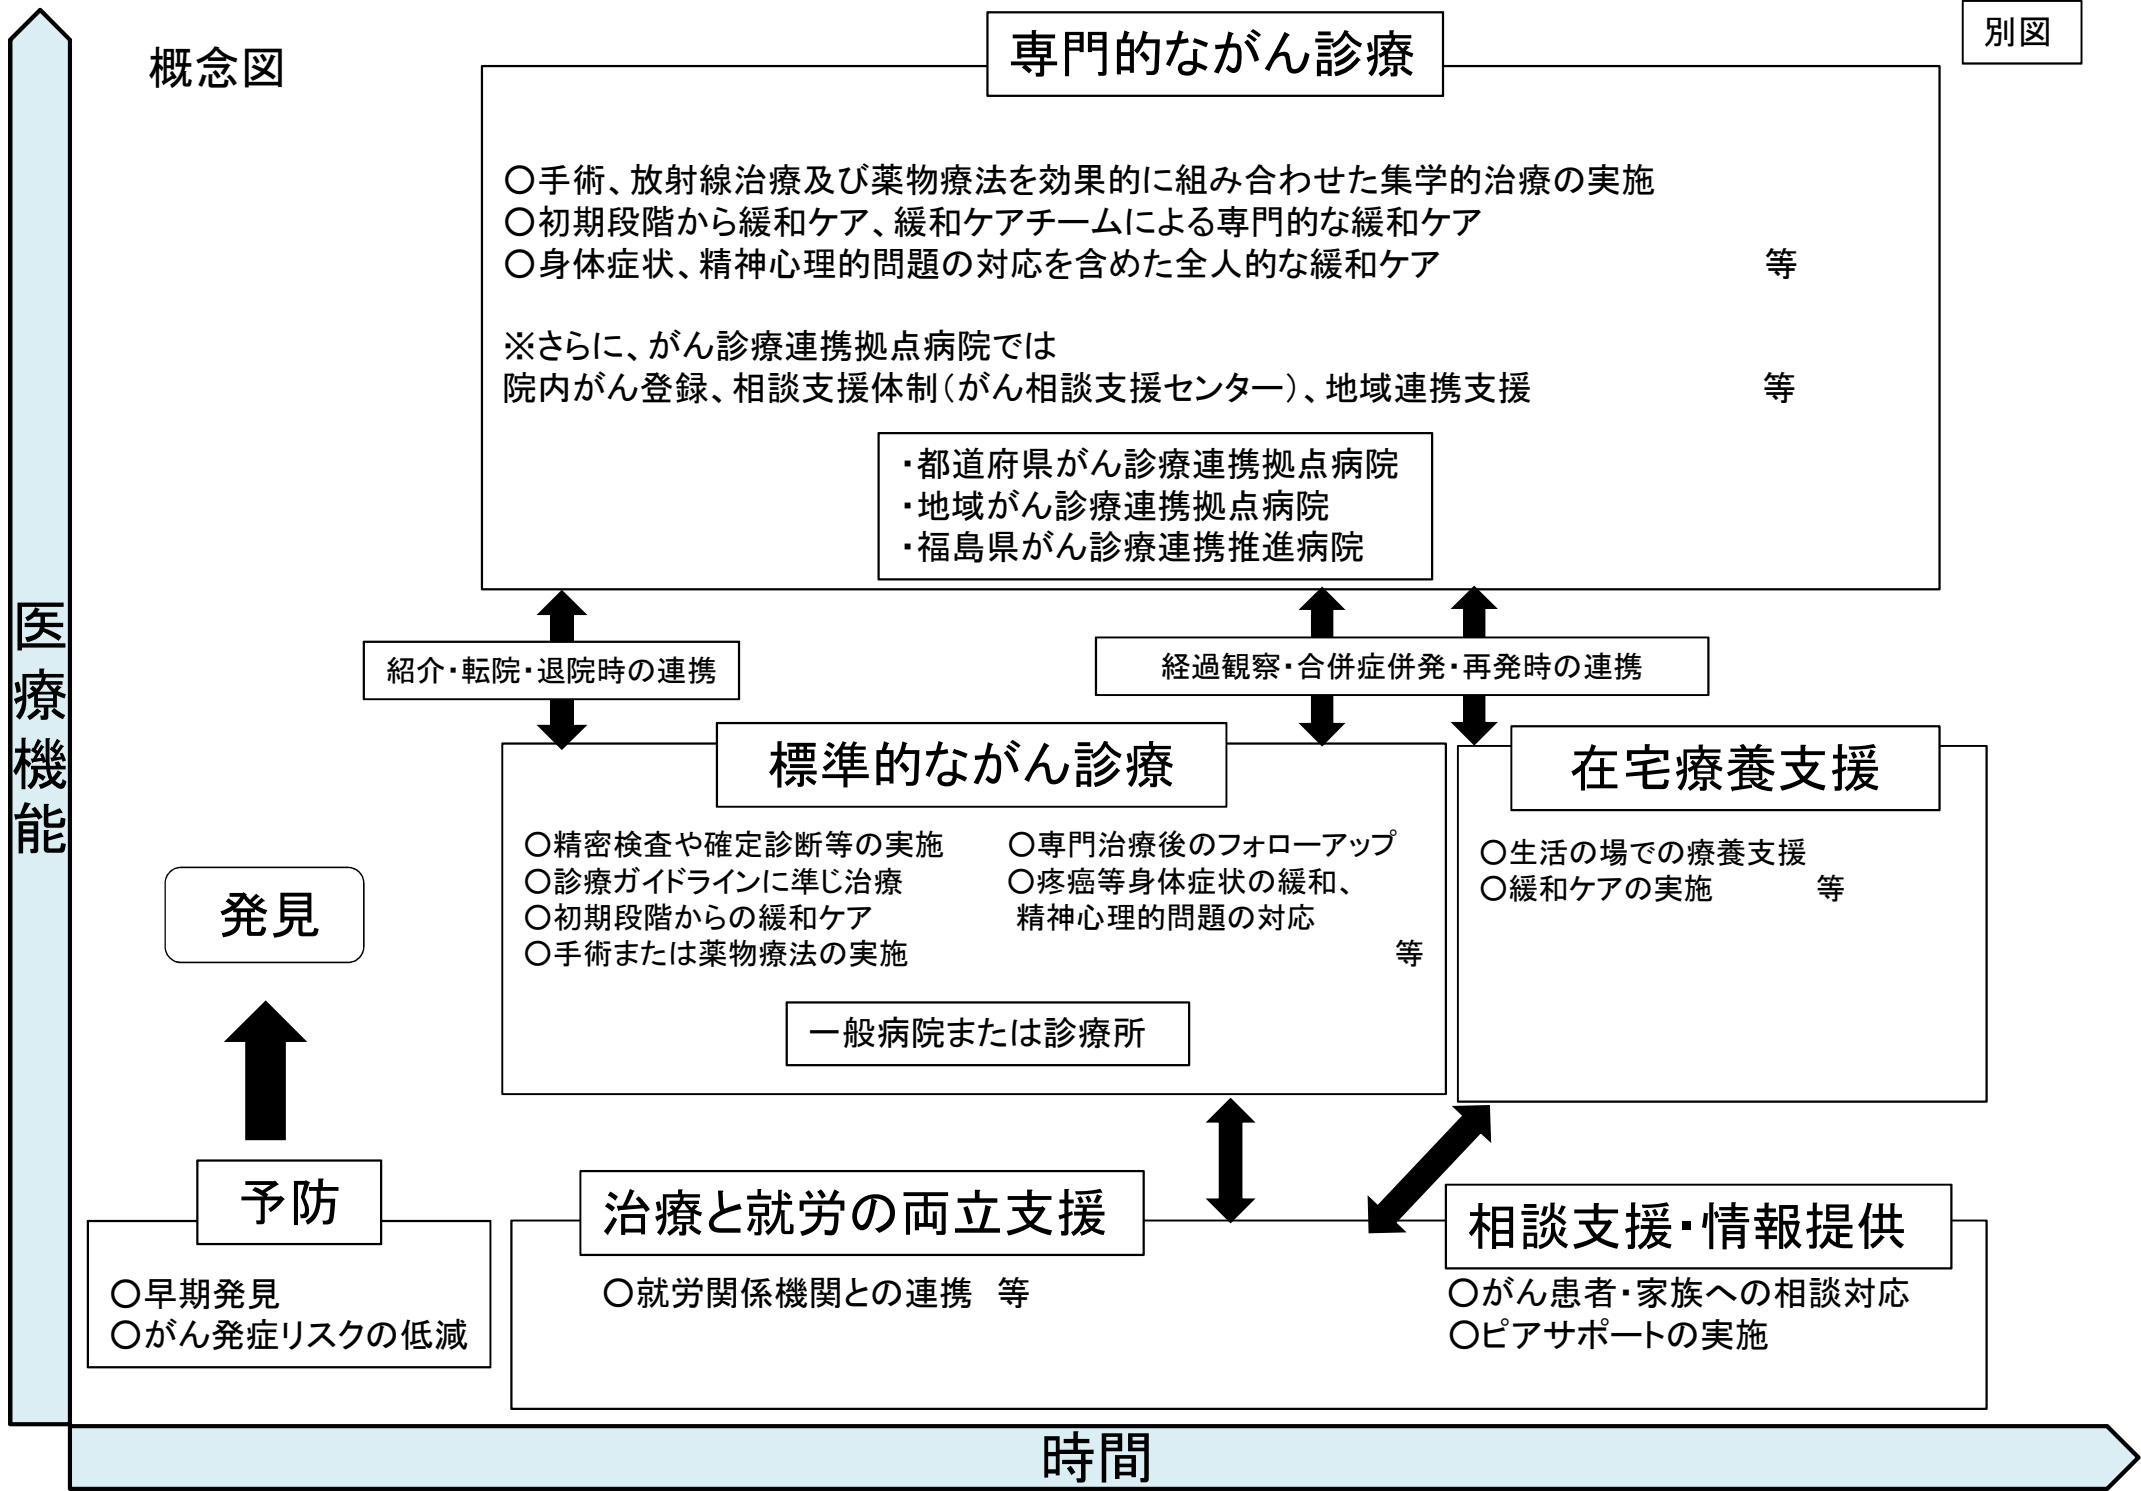 別図
概念図
専門的ながん診療
〇手術、放射線治療及び薬物療法を効果的に組み合わせた集学的治療の実施
〇初期段階から緩和ケア、緩和ケアチームによる専門的な緩和ケア
〇身体症状、精神心理的問題の対応を含めた全人的な緩和ケア 等
※さらに、がん診療連携拠点病院では
院内がん登録、相談支援体制（がん相談支援センター）、地域連携支援 等
・都道府県がん診療連携拠点病院
・地域がん診療連携拠点病院
・福島県がん診療連携推進病院
紹介・転院・退院時の連携
経過観察・合併症併発・再発時の連携
標準的ながん診療
〇精密検査や確定診断等の実施
〇診療ガイドラインに準じ治療
〇初期段階からの緩和ケア
〇手術または薬物療法の実施
〇専門治療後のフォローアップ
〇疼癌等身体症状の緩和、
精神心理的問題の対応
等
一般病院または診療所
在宅療養支援
〇生活の場での療養支援
〇緩和ケアの実施 等
発見
予防
〇早期発見
〇がん発症リスクの低減
治療と就労の両立支援
〇就労関係機関との連携 等
相談支援・情報提供
〇がん患者・家族への相談対応
〇ピアサポートの実施
医療機能
時間